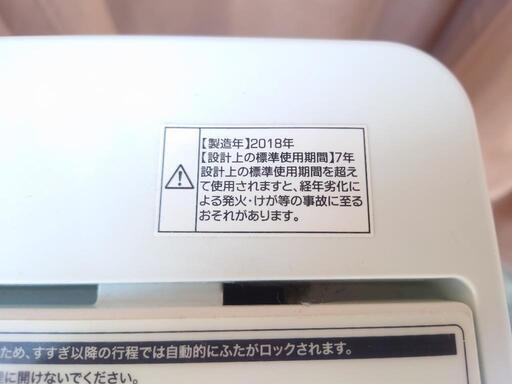 【製造年】2018年
【設計上の標準使用期間】7年
設計上の標準使用期間を超え
て使用されますと、経年劣化に
よる発火・けが等の事故に至る
おそれがあります。
ため、すすぎ以降の行程では自動的にふたがロックされます。
に開けないでください。